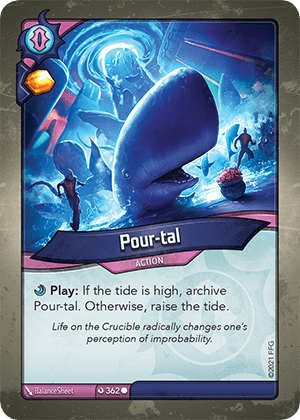 Pour-tal
ACTION
Play: If the tide is high, archive
Pour-tal. Otherwise, raise the tide.
Life on the Crucible radically changes one’s
perception of improbability.
BalanceSheet
362
©2021 FFG